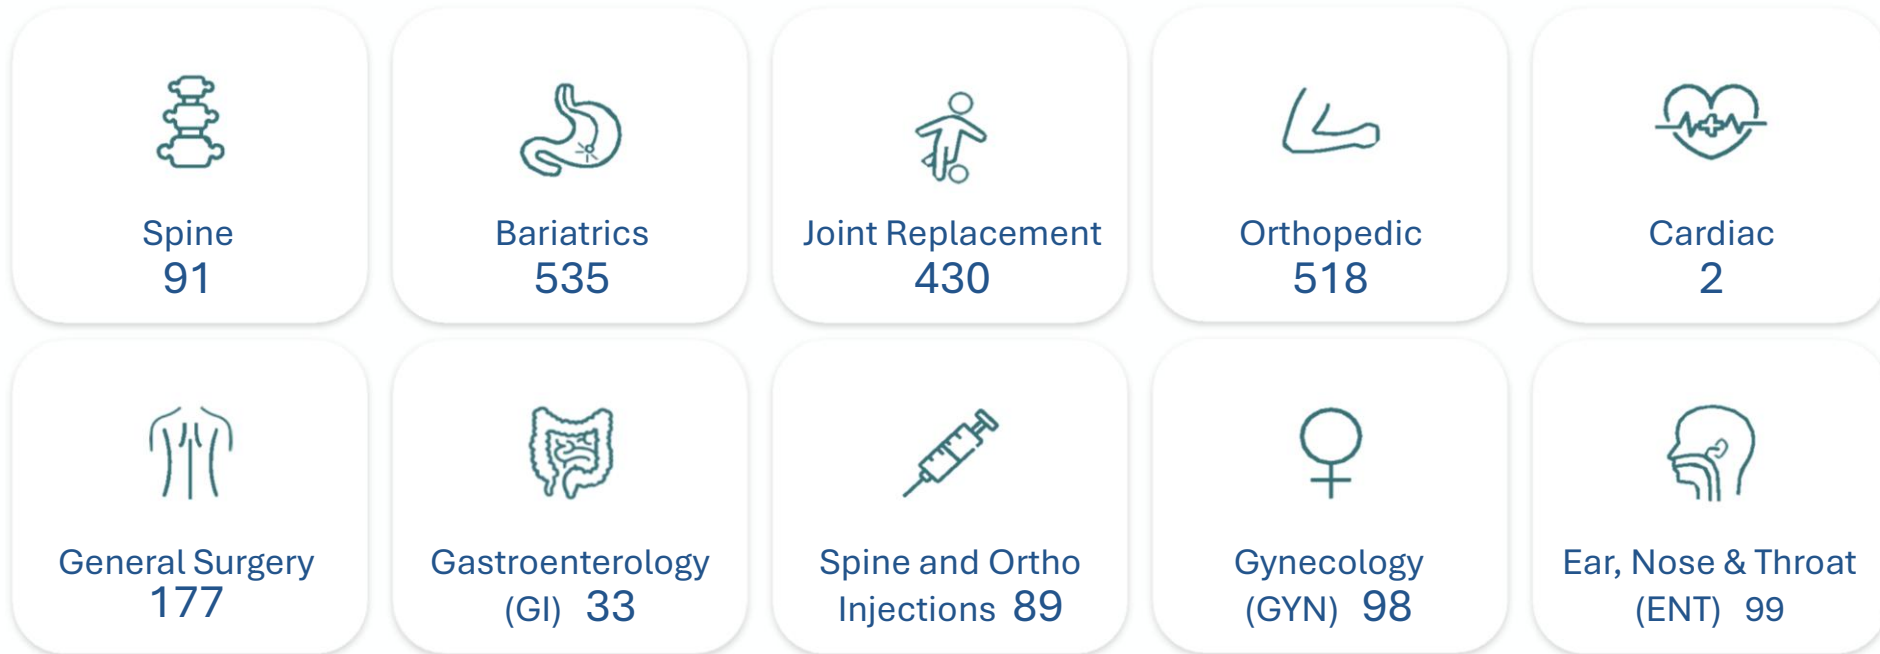 Spine
91
Bariatrics
535
Joint Replacement
430
Orthopedic
518
Cardiac
2
General Surgery
177
Gastroenterology
(GI) 33
Spine and Ortho
Injections 89
Gynecology
(GYN) 98
Ear, Nose & Throat
(ENT) 99